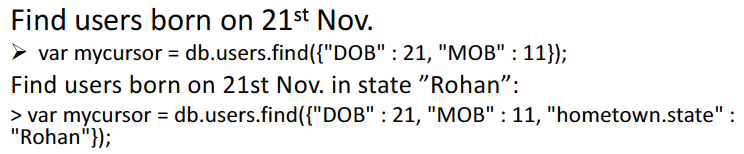 Find users born on 21st Nov.
➢ var mycursor = db.users.find({"DOB" : 21, "MOB" : 11});
Find users born on 21st Nov. in state ”Rohan”:
> var mycursor = db.users.find({"DOB" : 21, "MOB" : 11, "hometown.state" :
"Rohan"});